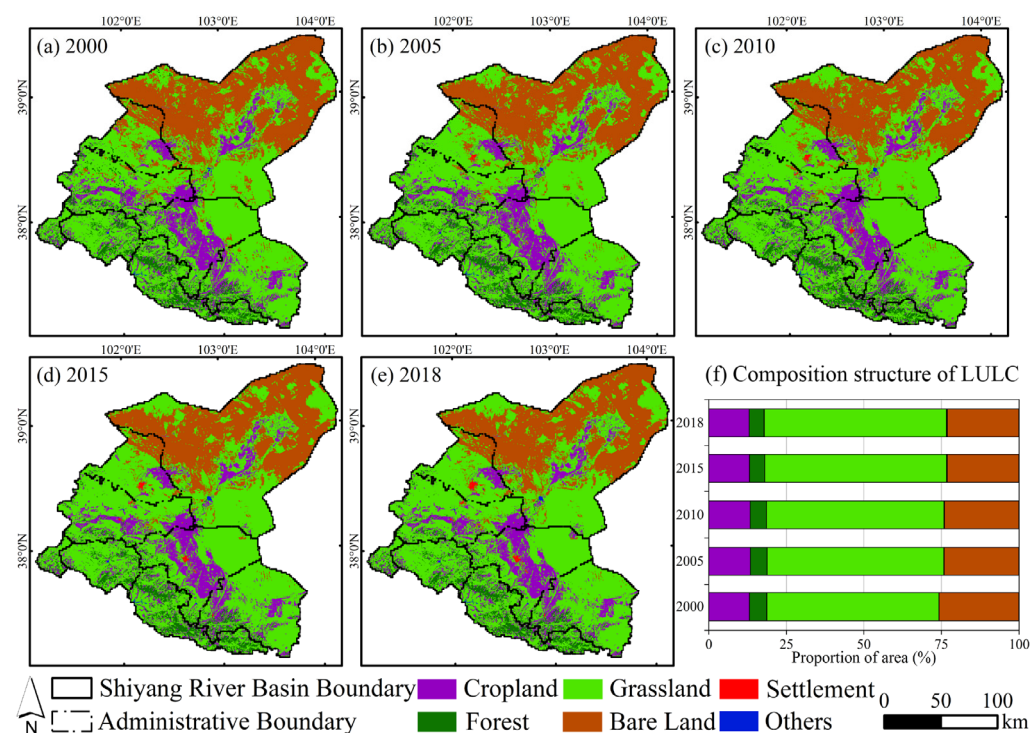 102°0'E 103°0'E 104°0'E 102°0'E 103°0'E 104°0'E 102°0'E 103°0'E 104°0'E
(a) 2000 (b) 2005 (c) 2010
39°0'N 39°0'N 39°0'N
38°0'N 38°0'N 38°0'N
102°0'E 103°0'E 104°0'E 102°0'E 103°0'E 104°0'E
(d) 2015 (e) 2018 (f) Composition structure of LULC
39°0'N 39°0'N
38°0'N 38°0'N
2018
2015
2010
2005
2000
0 25 50 75 100
Proportion of area (%)
Shiyang River Basin Boundary Cropland Grassland Settlement 0 50 100
N Administrative Boundary Forest Bare Land Others km